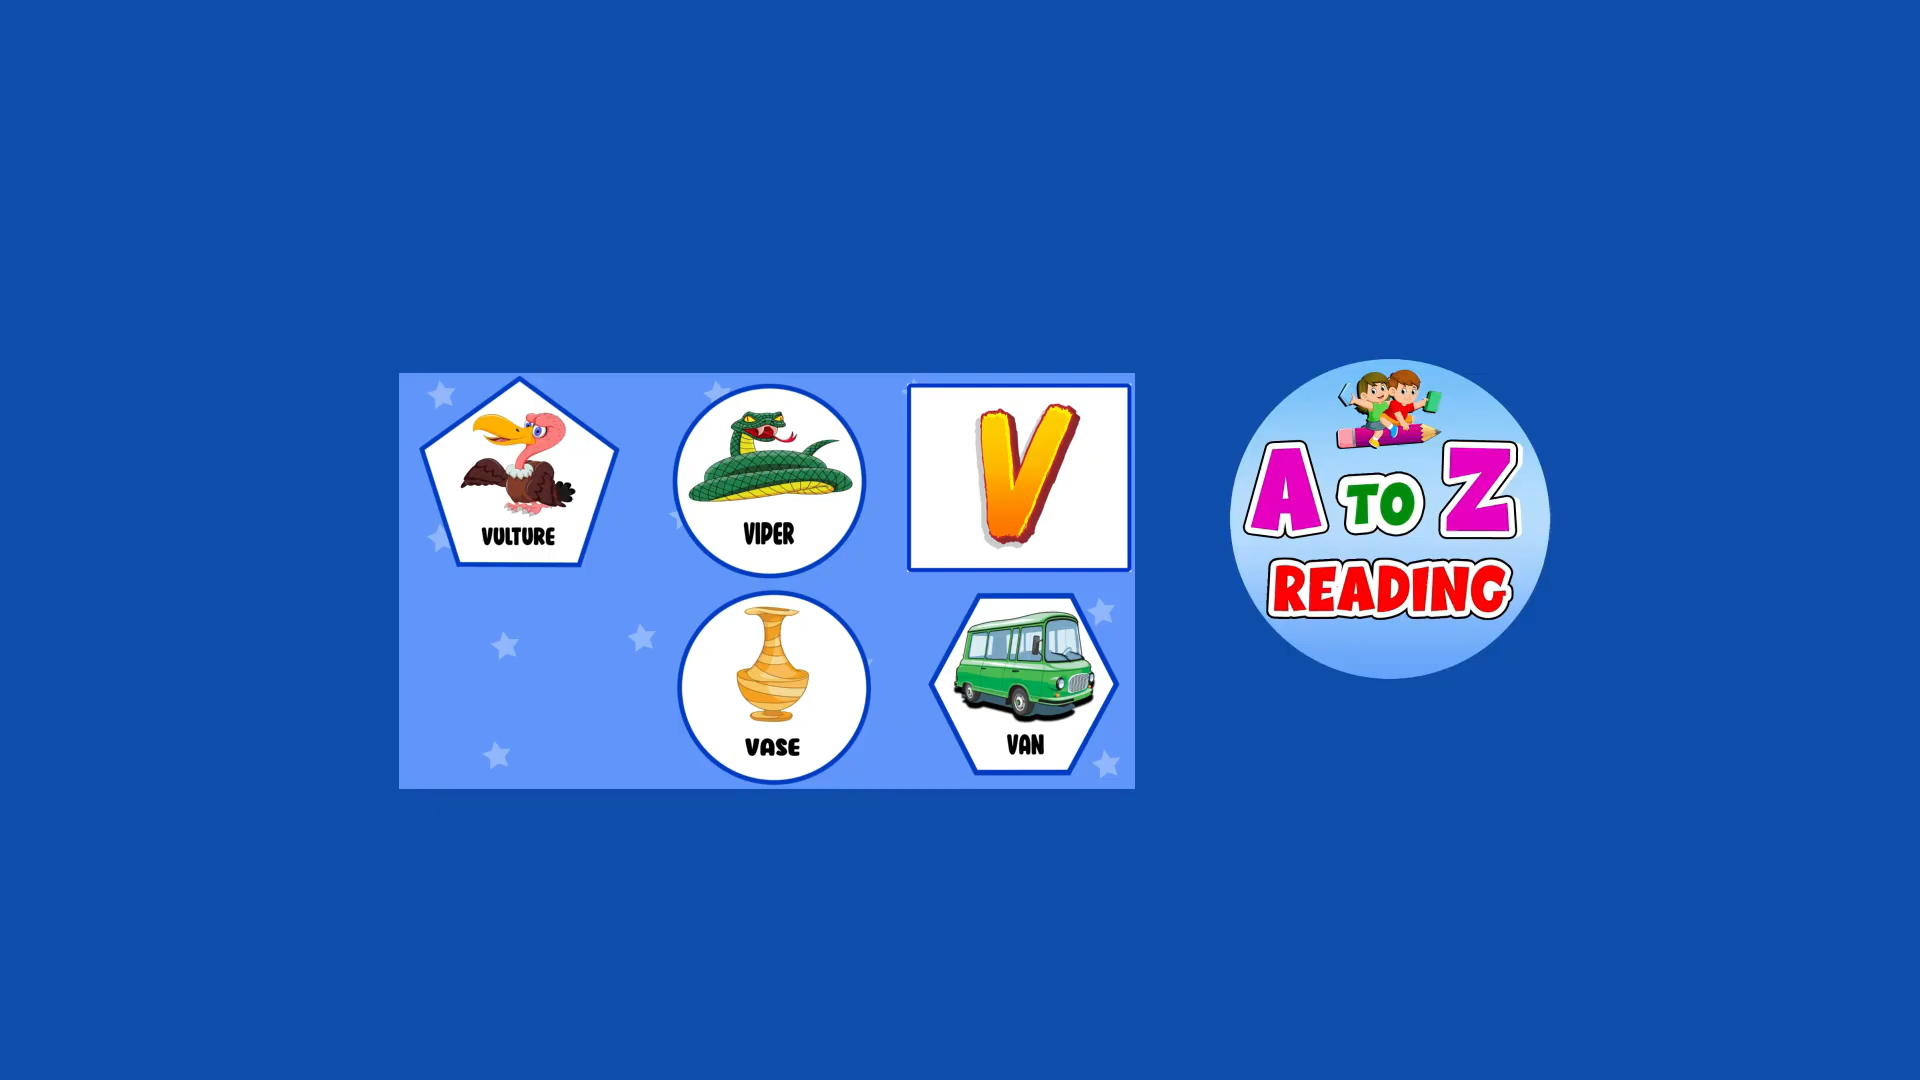 V
VULTURE
VIPER
VASE
VAN
A TO Z
READING